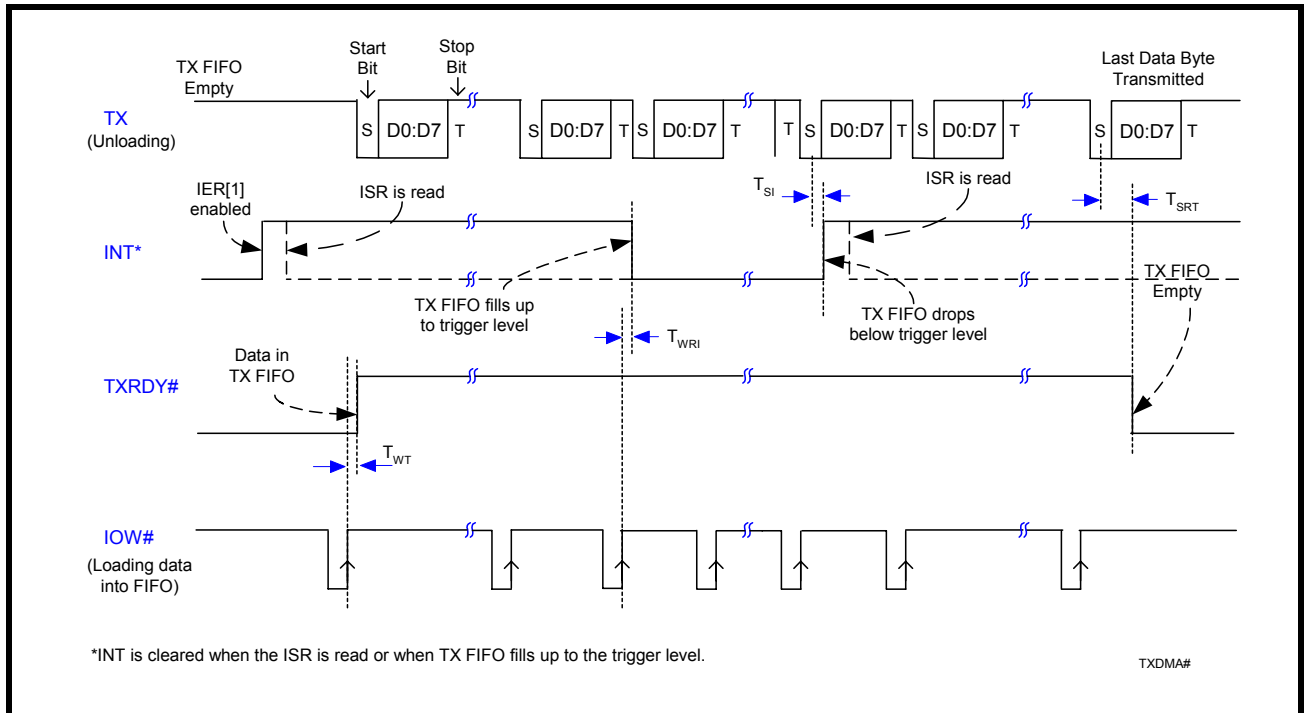 Start
Bit
Stop
Bit
TX FIFO
Empty
Last Data Byte
Transmitted
TX
(Unloading)
S D0:D7 T S D0:D7 T S D0:D7 T T S D0:D7 T S D0:D7 T S D0:D7 T
IER[1]
enabled
ISR is read
TSI
ISR is read
TSRT
INT*
TX FIFO fills up
to trigger level
TX FIFO drops
below trigger level
TX FIFO
Empty
TWRI
Data in
TX FIFO
TXRDY#
TWT
IOW#
(Loading data
into FIFO)
*INT is cleared when the ISR is read or when TX FIFO fills up to the trigger level.
TXDMA#